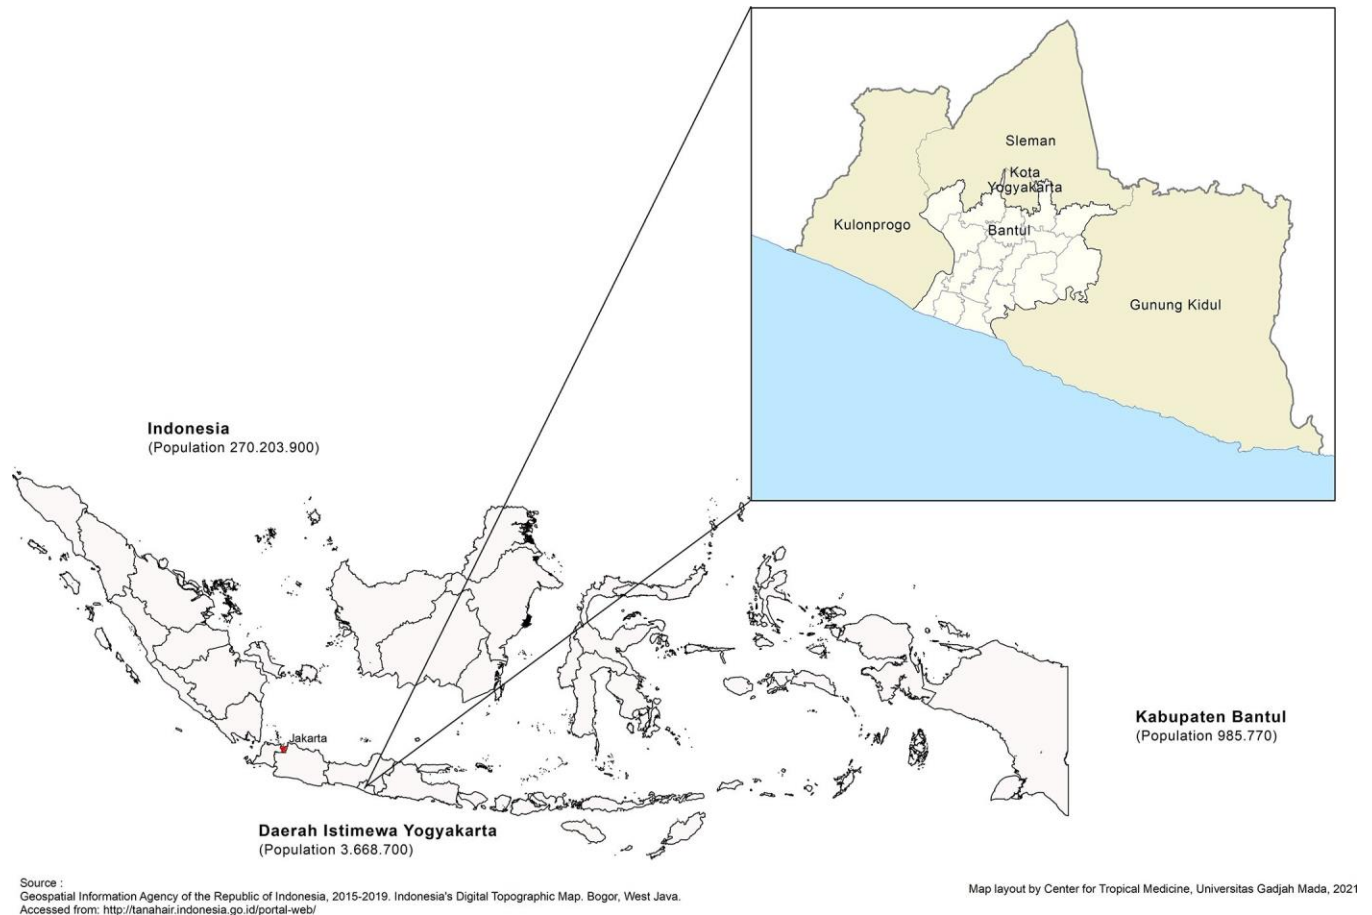 Sleman
Kota
Yogyakarta
Kulonprogo
Bantul
Gunung Kidul
Indonesia
(Population 270.203.900)
Jakarta
Kabupaten Bantul
(Population 985.770)
Daerah Istimewa Yogyakarta
(Population 3.668.700)
Source :
Geospatial Information Agency of the Republic of Indonesia, 2015-2019. Indonesia's Digital Topographic Map. Bogor, West Java.
Accessed from: http://tanahair.indonesia.go.id/portal-web/
Map layout by Center for Tropical Medicine, Universitas Gadjah Mada, 2021